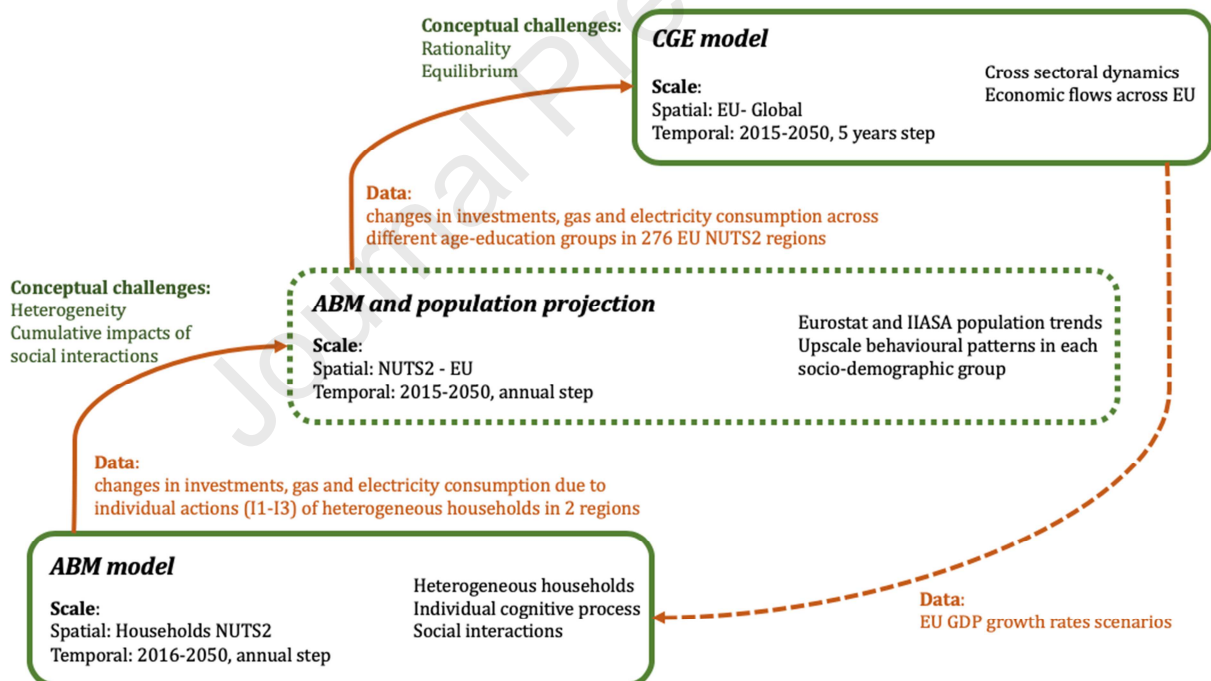 Conceptual challenges:
Rationality
Equilibrium
CGE model
Scale:
Spatial: EU- Global
Temporal: 2015-2050, 5 years step
Cross sectoral dynamics
Economic flows across EU
Data:
changes in investments, gas and electricity consumption across
different age-education groups in 276 EU NUTS2 regions
Conceptual challenges:
Heterogeneity
Cumulative impacts of
social interactions
ABM and population projection
Scale:
Spatial: NUTS2 - EU
Temporal: 2015-2050, annual step
Eurostat and IIASA population trends
Upscale behavioural patterns in each
socio-demographic group
Data:
changes in investments, gas and electricity consumption due to
individual actions (I1-I3) of heterogeneous households in 2 regions
ABM model
Scale:
Spatial: Households NUTS2
Temporal: 2016-2050, annual step
Heterogeneous households
Individual cognitive process
Social interactions
Data:
EU GDP growth rates scenarios
Journal Pre